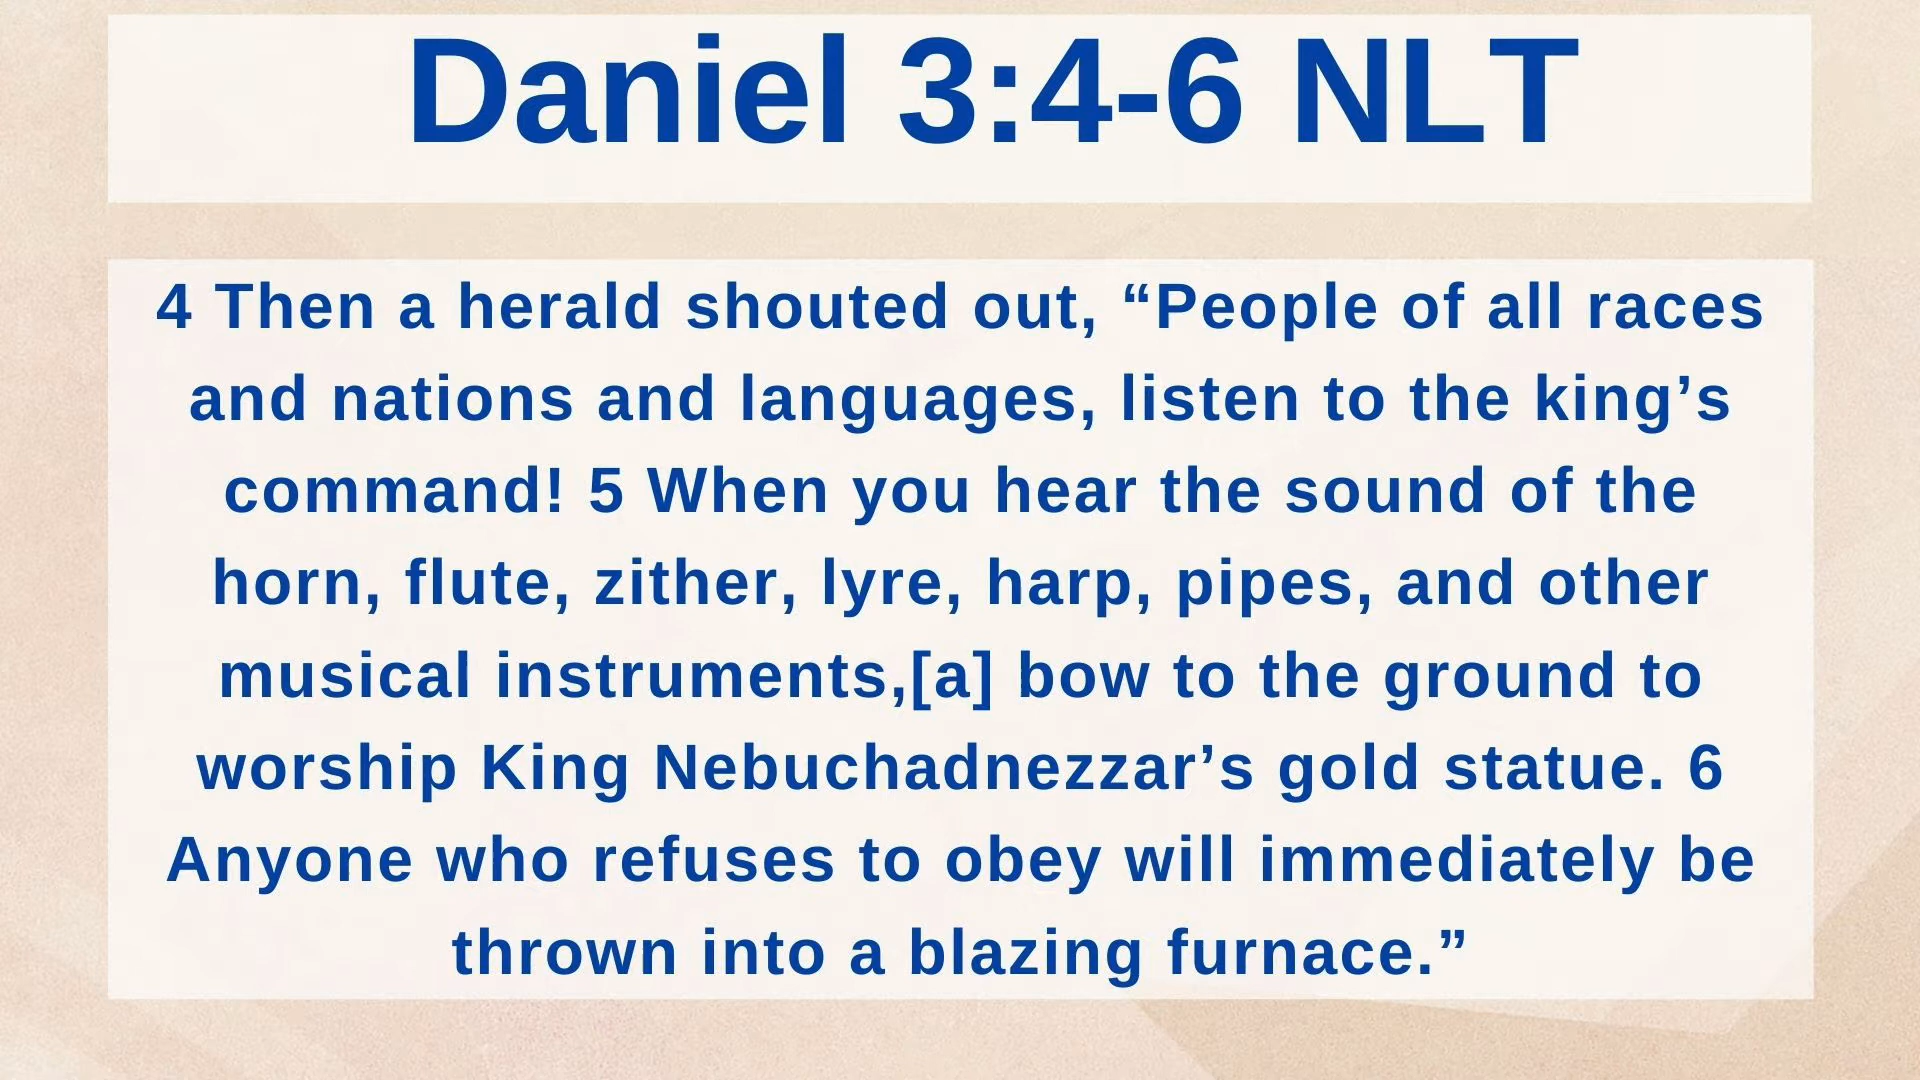 Daniel 3:4-6 NLT
4 Then a herald shouted out, “People of all races
and nations and languages, listen to the king’s
command! 5 When you hear the sound of the
horn, flute, zither, lyre, harp, pipes, and other
musical instruments,[a] bow to the ground to
worship King Nebuchadnezzar’s gold statue. 6
Anyone who refuses to obey will immediately be
thrown into a blazing furnace.”